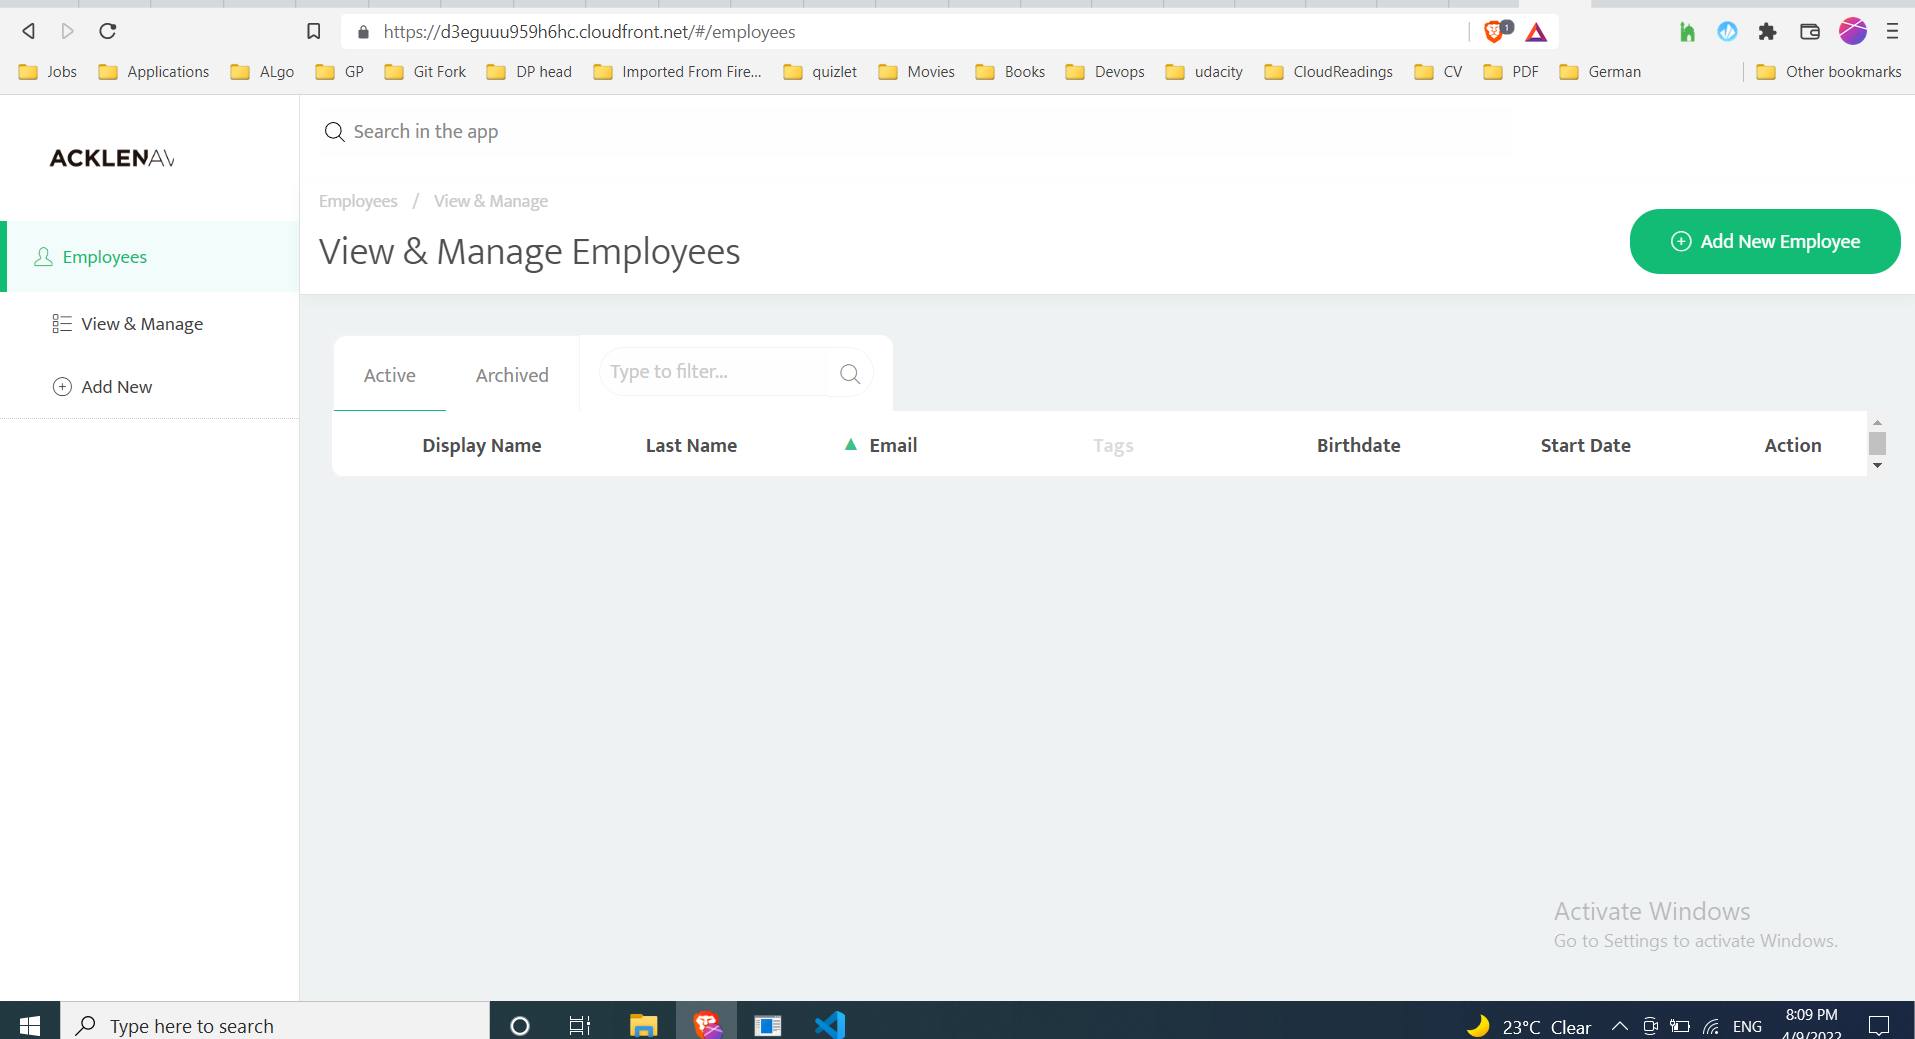 https://d3eguuu959h6hc.cloudfront.net/#/employees
1
Jobs Applications ALgo GP Git Fork DP head Imported From Fire... quizlet Movies Books Devops udacity CloudReadings CV PDF German Other bookmarks
Search in the app
ACKLENAV
Employees / View & Manage
View & Manage Employees
Add New Employee
Employees
View & Manage
Add New
Active Archived Type to filter...
Display Name Last Name Email Tags Birthdate Start Date Action
Activate Windows
Go to Settings to activate Windows.
Type here to search
23°C Clear ENG 8:09 PM
4/9/2022